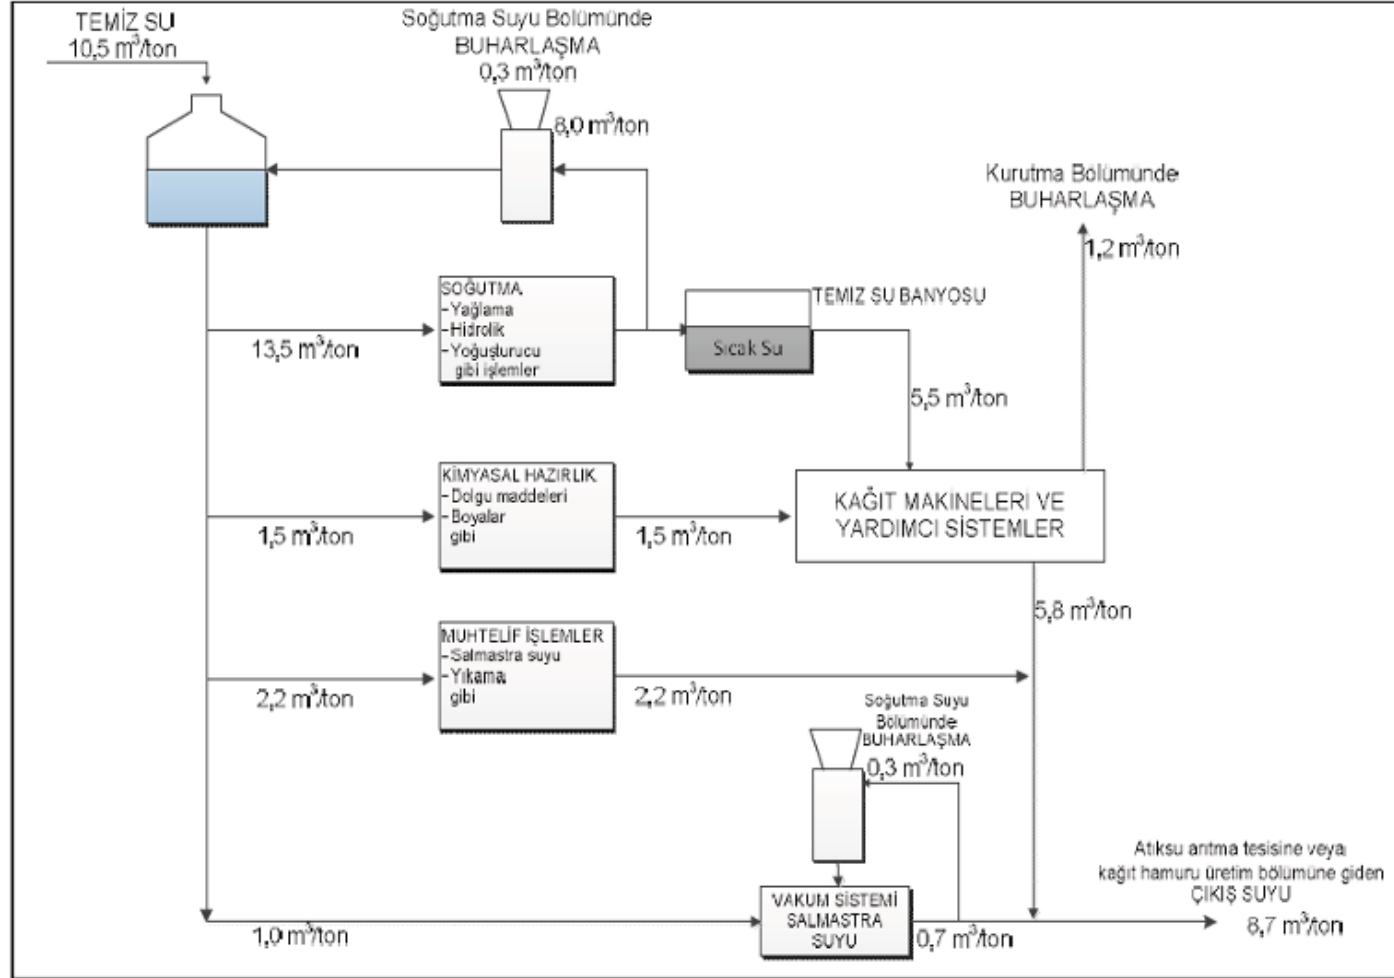 TEMİZ SU
10,5 m³/ton
Soğutma Suyu Bölümünde
BUHARLAŞMA
0,3 m³/ton
8,0 m³/ton
Kurutma Bölümünde
BUHARLAŞMA
1,2 m³/ton
SOĞUTMA
-Yağlama
-Hidrolik
-Yoğuşturucu
gibi işlemler
13,5 m³/ton
TEMİZ SU BANYOSU
Sıcak Su
5,5 m³/ton
KİMYASAL HAZIRLIK
-Dolgu maddeleri
-Boyalar
gibi
1,5 m³/ton
1,5 m³/ton
KAĞIT MAKİNELERİ VE
YARDIMCI SİSTEMLER
5,8 m³/ton
MUHTELİF İŞLEMLER
-Salmastra suyu
-Yıkama
gibi
2,2 m³/ton
2,2 m³/ton
Soğutma Suyu
Bölümünde
BUHARLAŞMA
0,3 m³/ton
1,0 m³/ton
VAKUM SİSTEMİ
SALMASTRA
SUYU
0,7 m³/ton
Atıksu arıtma tesisine veya
kağıt hamuru üretim bölümüne giden
ÇIKIŞ SUYU
8,7 m³/ton